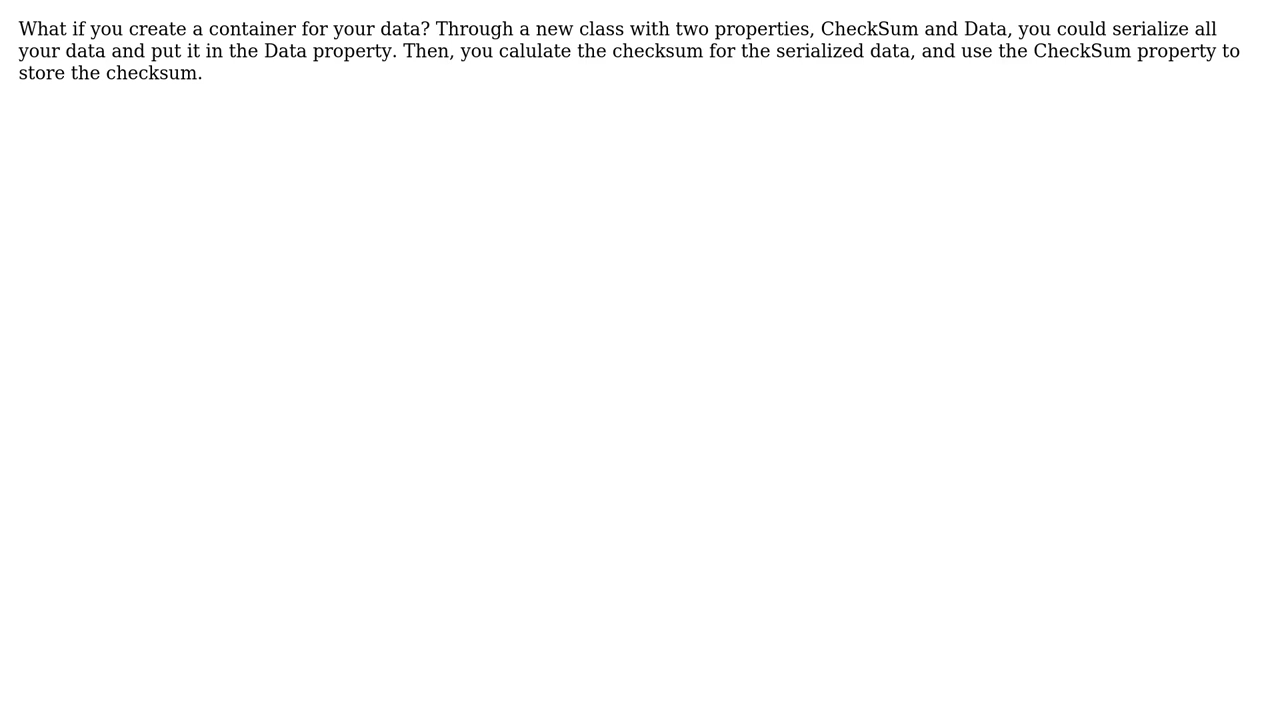 What if you create a container for your data? Through a new class with two properties, CheckSum and Data, you could serialize all
your data and put it in the Data property. Then, you calulate the checksum for the serialized data, and use the CheckSum property to
store the checksum.